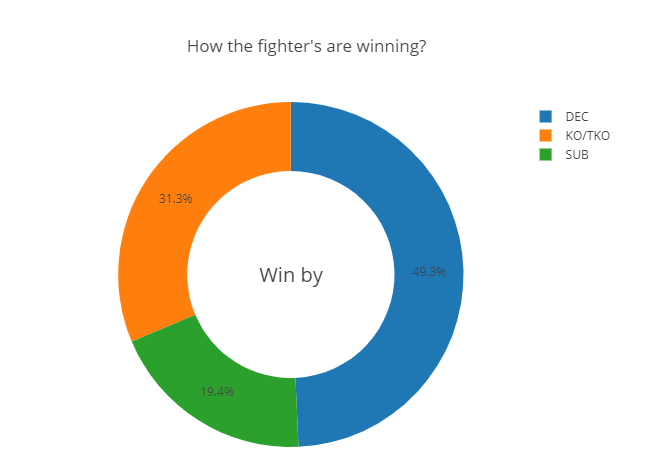 How the fighter's are winning?
DEC
KO/TKO
SUB
31.3%
49.3%
Win by
19.4%